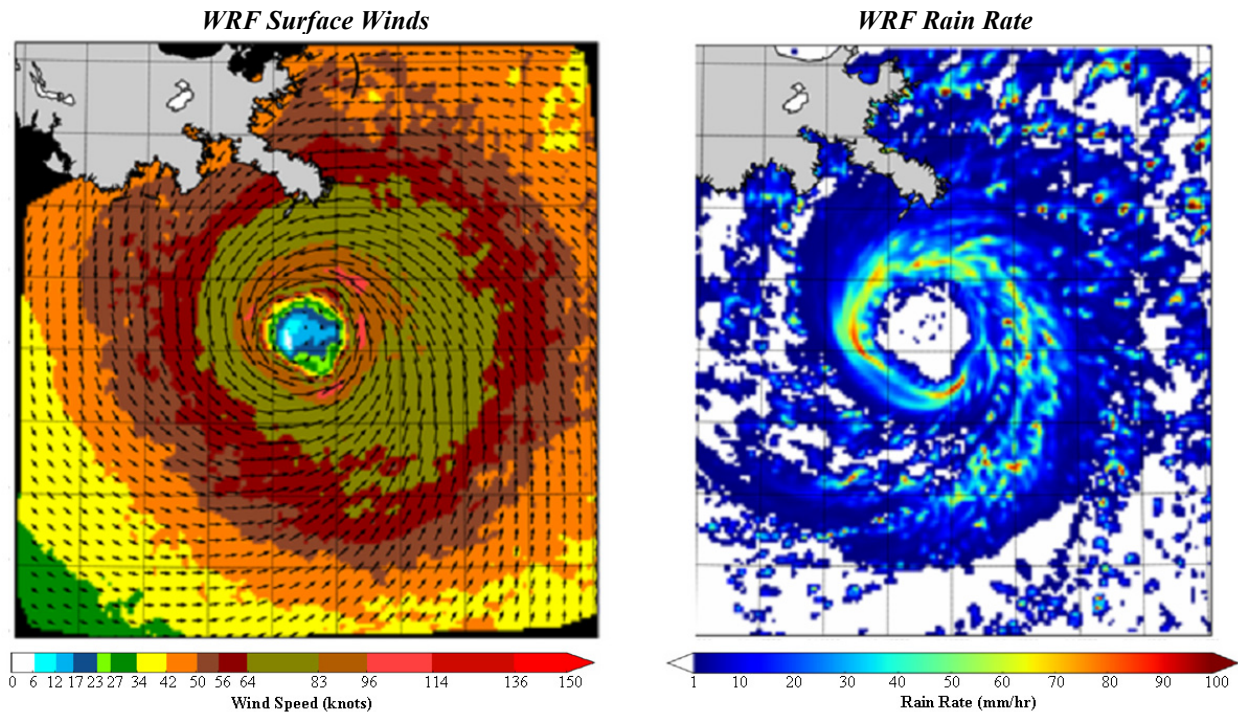 WRF Surface Winds
WRF Rain Rate
0 6 12 17 23 27 34 42 50 56 64 83 96 114 136 150
Wind Speed (knots)
1 10 20 30 40 50 60 70 80 90 100
Rain Rate (mm/hr)